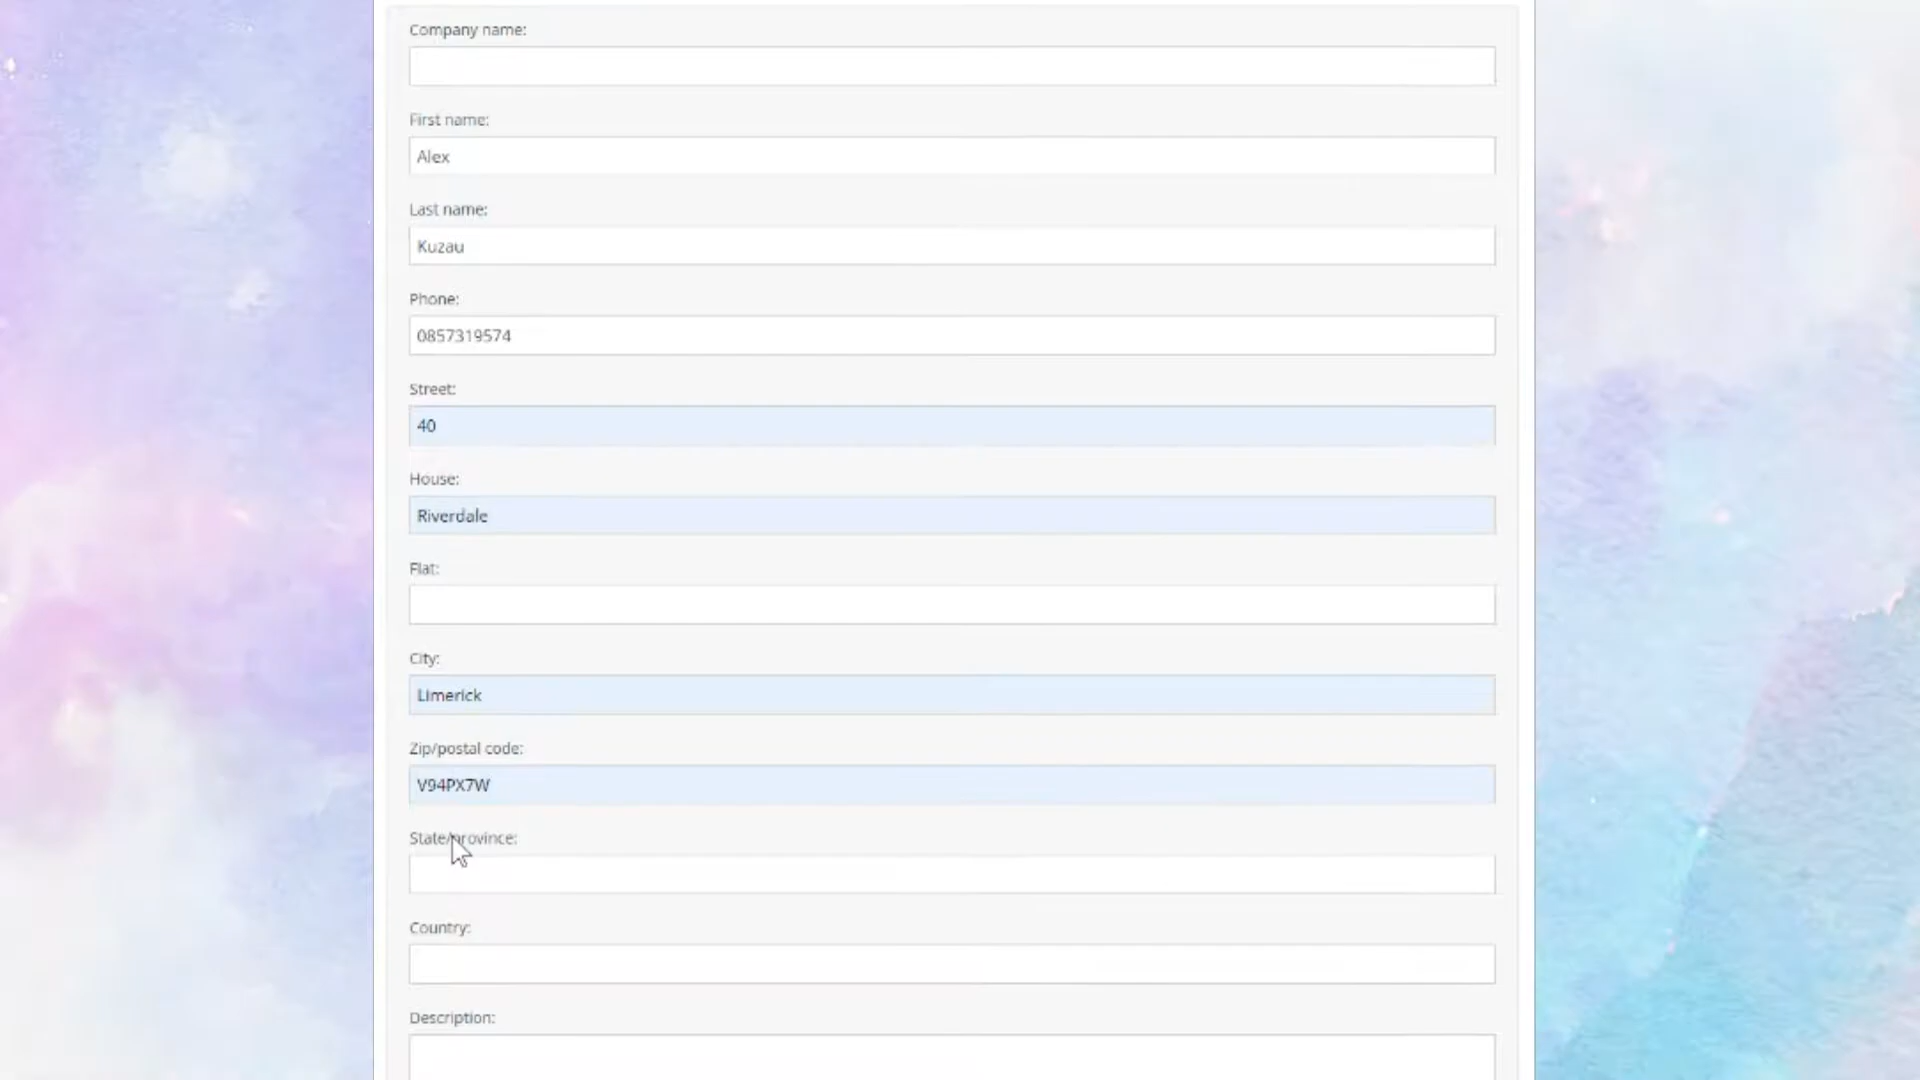 Company name:
First name:
Alex
Last name:
Kuzau
Phone:
0857319574
Street:
40
House:
Riverdale
Flat:
City:
Limerick
Zip/postal code:
V94PX7W
State/province:
Country:
Description: